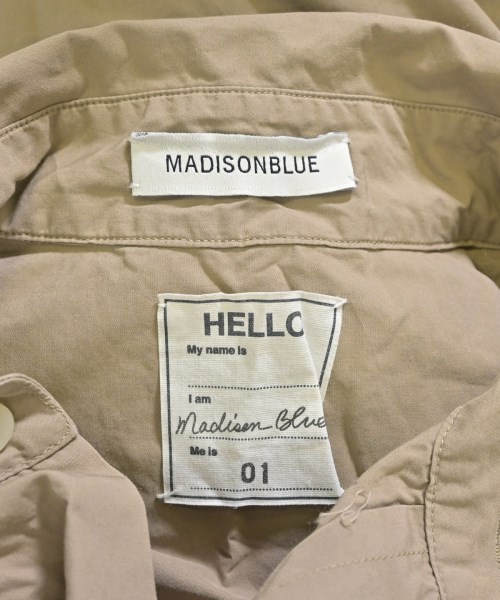 MADISONBLUE
HELLO
My name is
I am
Madison Blue
Me is
01